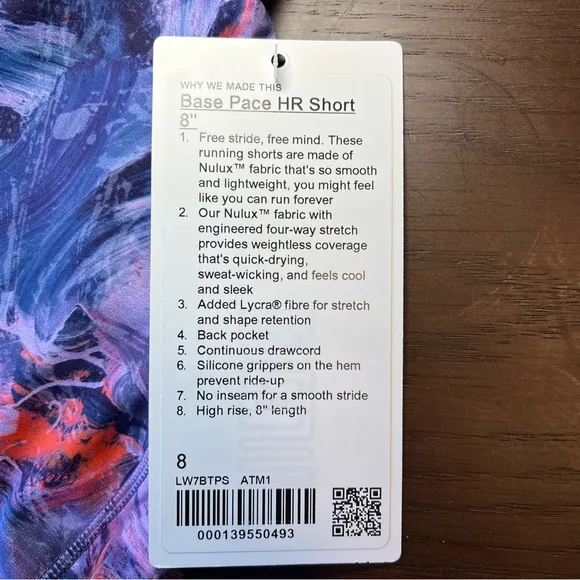 WHY WE MADE THIS
Base Pace HR Short
8"
1. Free stride, free mind. These
running shorts are made of
Nulux™ fabric that's so smooth
and lightweight, you might feel
like you can run forever
2. Our Nulux™ fabric with
engineered four-way stretch
provides weightless coverage
that's quick-drying,
sweat-wicking, and feels cool
and sleek
3. Added Lycra® fibre for stretch
and shape retention
4. Back pocket
5. Continuous drawcord
6. Silicone grippers on the hem
prevent ride-up
7. No inseam for a smooth stride
8. High rise, 8" length
8
LW7BTPS ATM1
000139550493